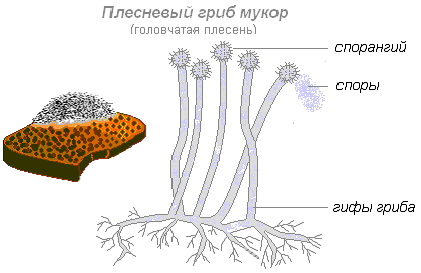 Плесневый гриб мукор
(головчатая плесень)
спорангий
споры
гифы гриба